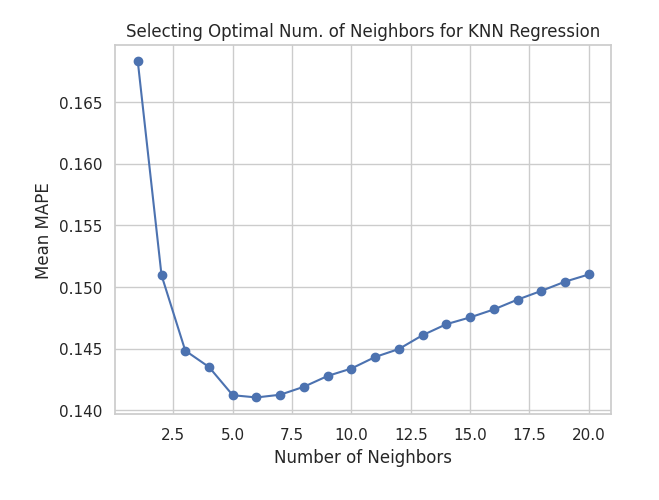 Selecting Optimal Num. of Neighbors for KNN Regression
0.165
0.160
0.155
0.150
0.145
0.140
Mean MAPE
2.5 5.0 7.5 10.0 12.5 15.0 17.5 20.0
Number of Neighbors